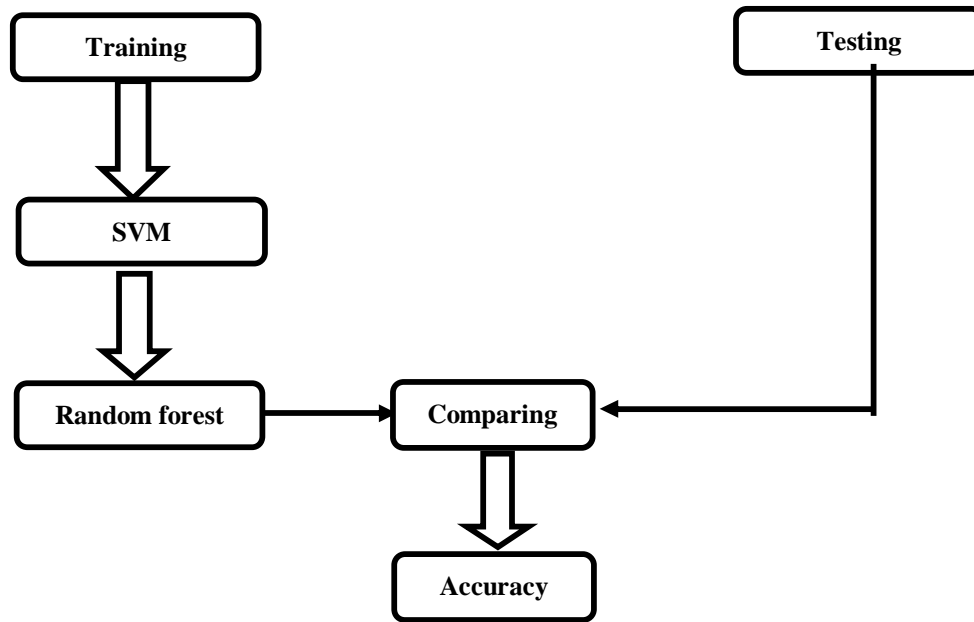 Training
Testing
SVM
Random forest
Comparing
Accuracy